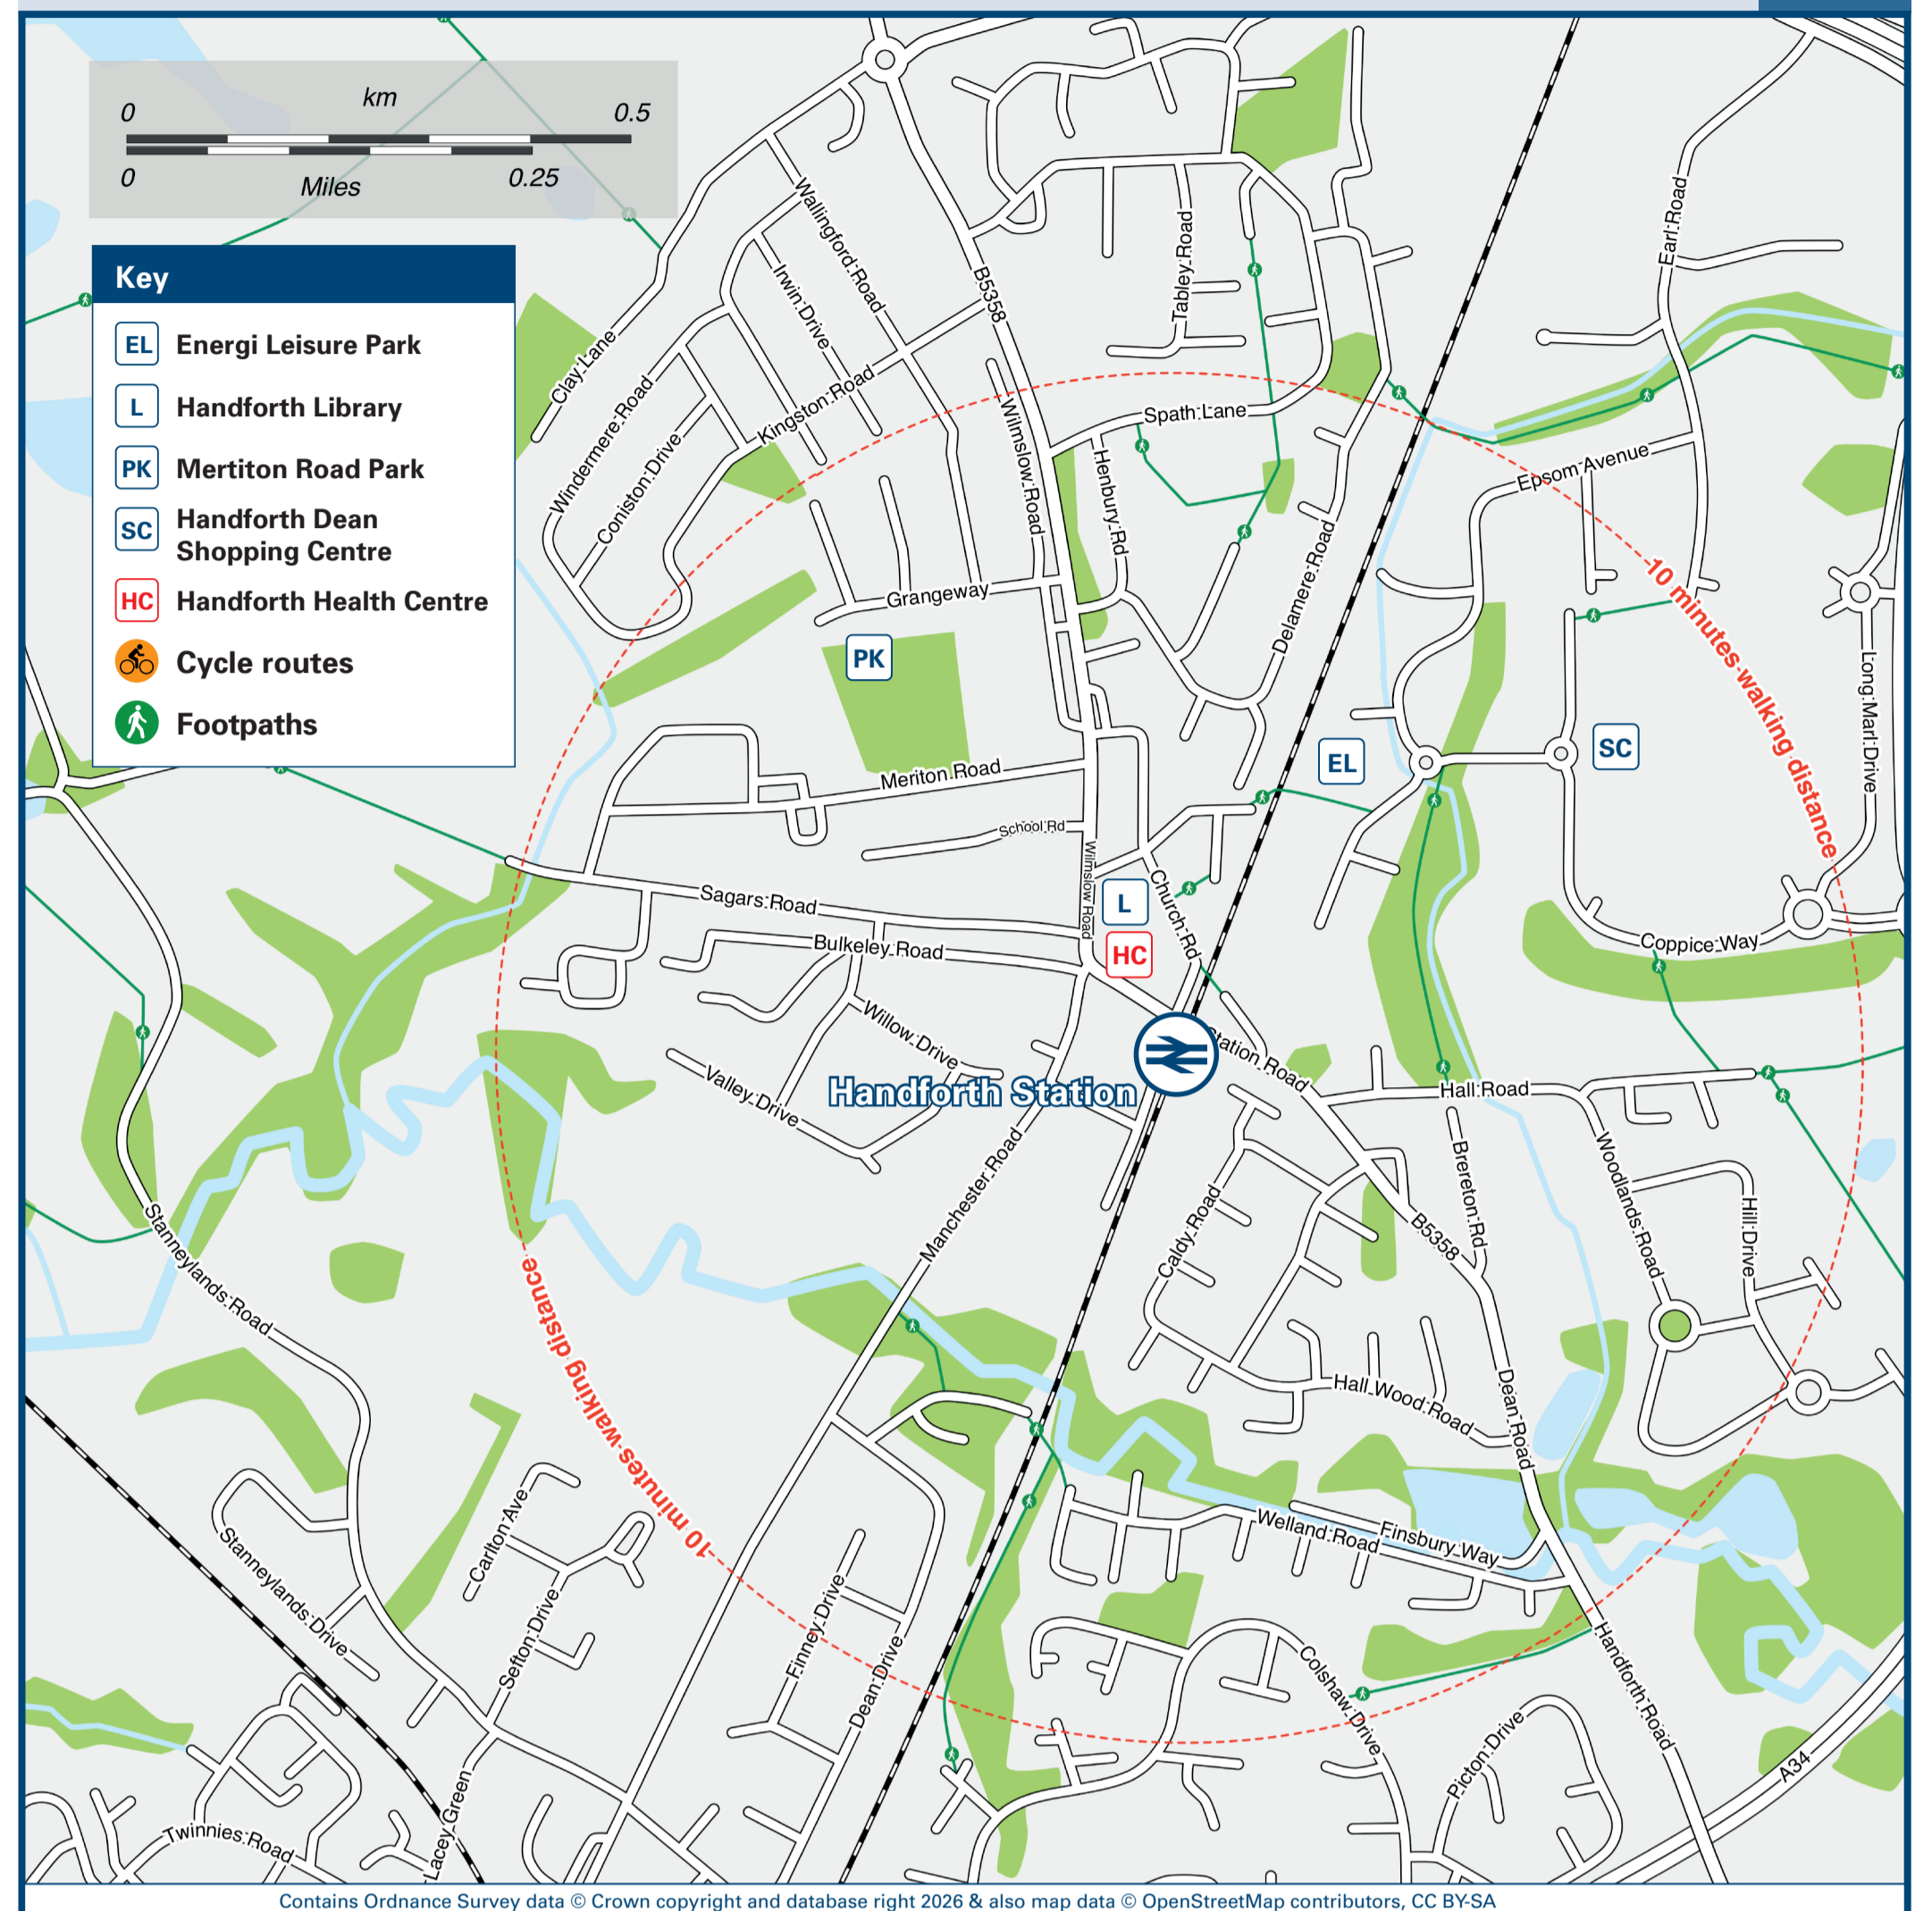 km
0
0.5
0
Miles
0.25
Key
EL Energi Leisure Park
L Handforth Library
PK Mertiton Road Park
SC Handforth Dean
Shopping Centre
HC Handforth Health Centre
Cycle routes
Footpaths
Wallingford Road
Irwin Drive
B5358
Tabley Road
Earl Road
Clay Lane
Windermere Road
Coniston Drive
Kingston Road
Wilmslow Road
Spath Lane
Henbury Rd
Epsom Avenue
Delamere Road
Grangeway
10 minutes walking distance
Long Marl Drive
PK
EL
SC
Meriton Road
School Rd
Wilmslow Road
L
HC
Church Rd
Sagars Road
Bulkeley Road
Coppice Way
Willow Drive
Valley Drive
Handforth Station
Station Road
Hall Road
Manchester Road
Brereton Rd
Woodlands Road
Hill Drive
Caldy Road
B5358
Stanneylands Road
10 minutes walking distance
Hall Wood Road
Dean Road
Carlton Ave
Welland Road
Finsbury Way
Stanneylands Drive
Sefton Drive
Finney Drive
Dean Drive
Colshaw Drive
Handforth Road
Picton Drive
A34
Twinnies Road
Lacey Green
Contains Ordnance Survey data © Crown copyright and database right 2026 & also map data © OpenStreetMap contributors, CC BY-SA